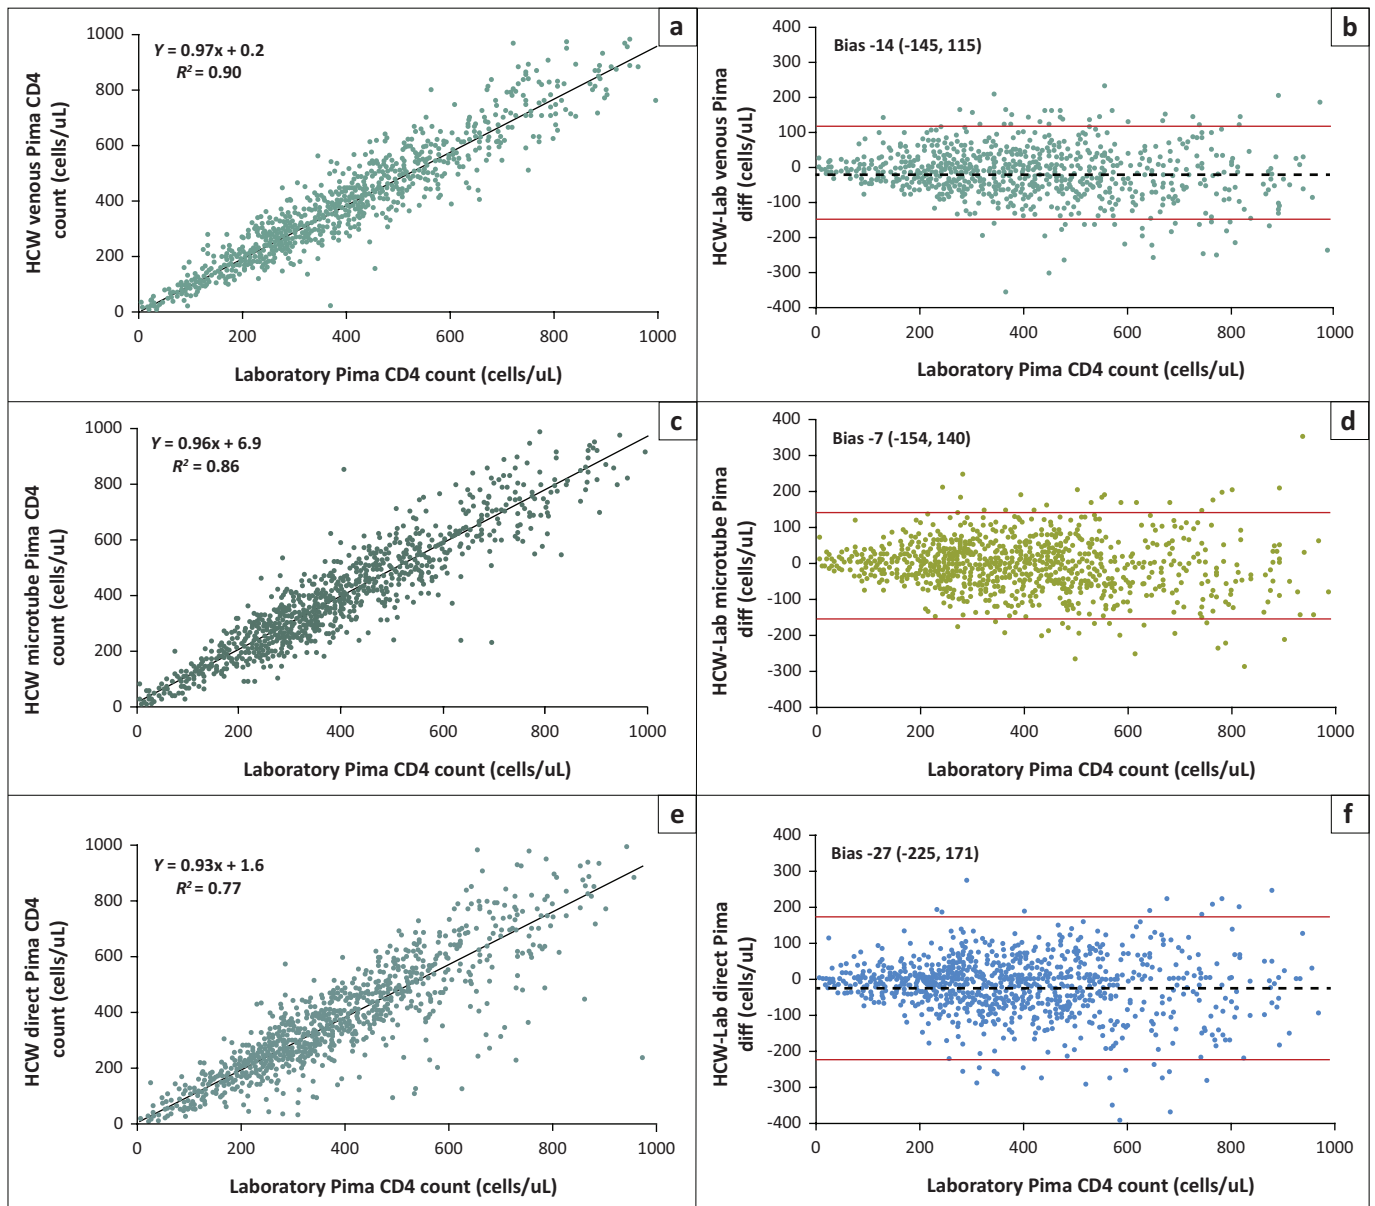 a
Y = 0.97x + 0.2
R² = 0.90
1000
800
600
400
200
0
0 200 400 600 800 1000
HCW venous Pima CD4
count (cells/uL)
Laboratory Pima CD4 count (cells/uL)
b
Bias -14 (-145, 115)
400
300
200
100
0
-100
-200
-300
-400
0 200 400 600 800 1000
HCW-Lab venous Pima
diff (cells/uL)
Laboratory Pima CD4 count (cells/uL)
c
Y = 0.96x + 6.9
R² = 0.86
1000
800
600
400
200
0
0 200 400 600 800 1000
HCW microtube Pima CD4
count (cells/uL)
Laboratory Pima CD4 count (cells/uL)
d
Bias -7 (-154, 140)
400
300
200
100
0
-100
-200
-300
-400
0 200 400 600 800 1000
HCW-Lab microtube Pima
diff (cells/uL)
Laboratory Pima CD4 count (cells/uL)
e
Y = 0.93x + 1.6
R² = 0.77
1000
800
600
400
200
0
0 200 400 600 800 1000
HCW direct Pima CD4
count (cells/uL)
Laboratory Pima CD4 count (cells/uL)
f
Bias -27 (-225, 171)
400
300
200
100
0
-100
-200
-300
-400
0 200 400 600 800 1000
HCW-Lab direct Pima
diff (cells/uL)
Laboratory Pima CD4 count (cells/uL)